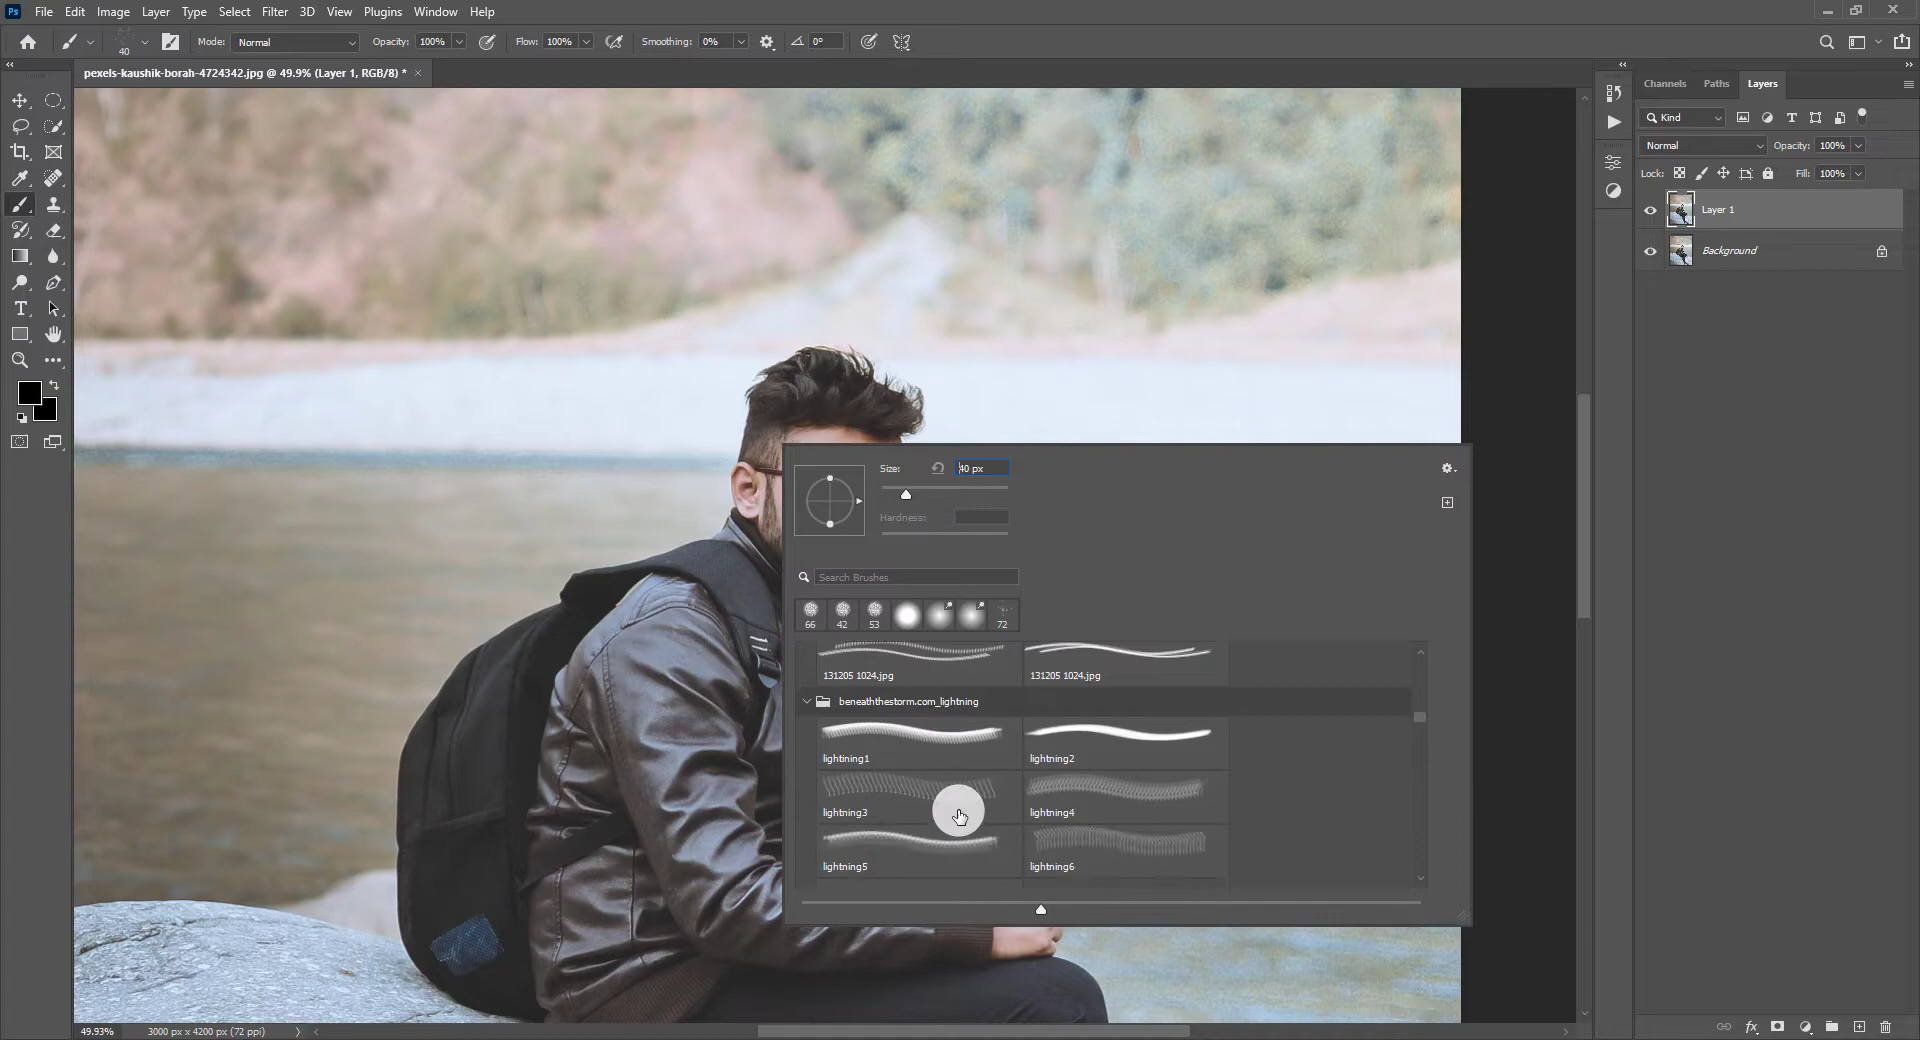 Ps File Edit Image Layer Type Select Filter 3D View Plugins Window Help
40 Mode: Normal Opacity: 100% Flow: 100% Smoothing: 0% 0°
pexels-kaushik-borah-4724342.jpg @ 49.9% (Layer 1, RGB/8) *
Channels Paths Layers
Kind
Normal Opacity: 100%
Lock: Fill: 100%
Layer 1
Background
Size: 40 px
Hardness:
Search Brushes
66 42 53 72
131205 1024.jpg 131205 1024.jpg
beneaththestorm.com_lightning
lightining1 lightning2
lightning3 lightning4
lightning5 lightning6
49.93% 3000 px x 4200 px (72 ppi)